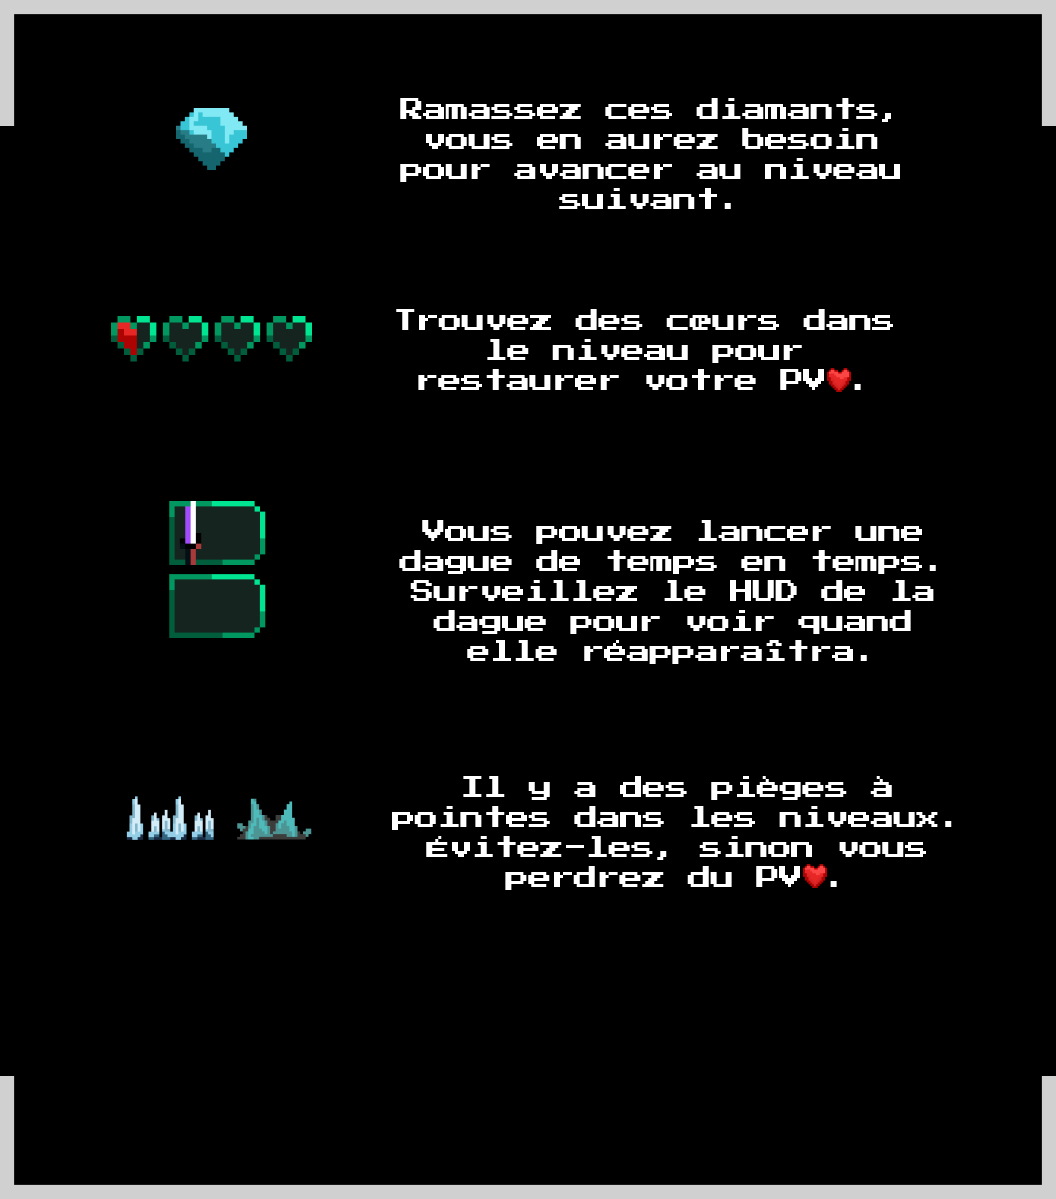 Ramassez ces diamants,
vous en aurez besoin
pour avancer au niveau
suivant.
Trouvez des cœurs dans
le niveau pour
restaurer votre PV❤️.
Vous pouvez lancer une
dague de temps en temps.
Surveillez le HUD de la
dague pour voir quand
elle réapparaîtra.
Il y a des pièges à
pointes dans les niveaux.
Évitez-les, sinon vous
perdrez du PV❤️.